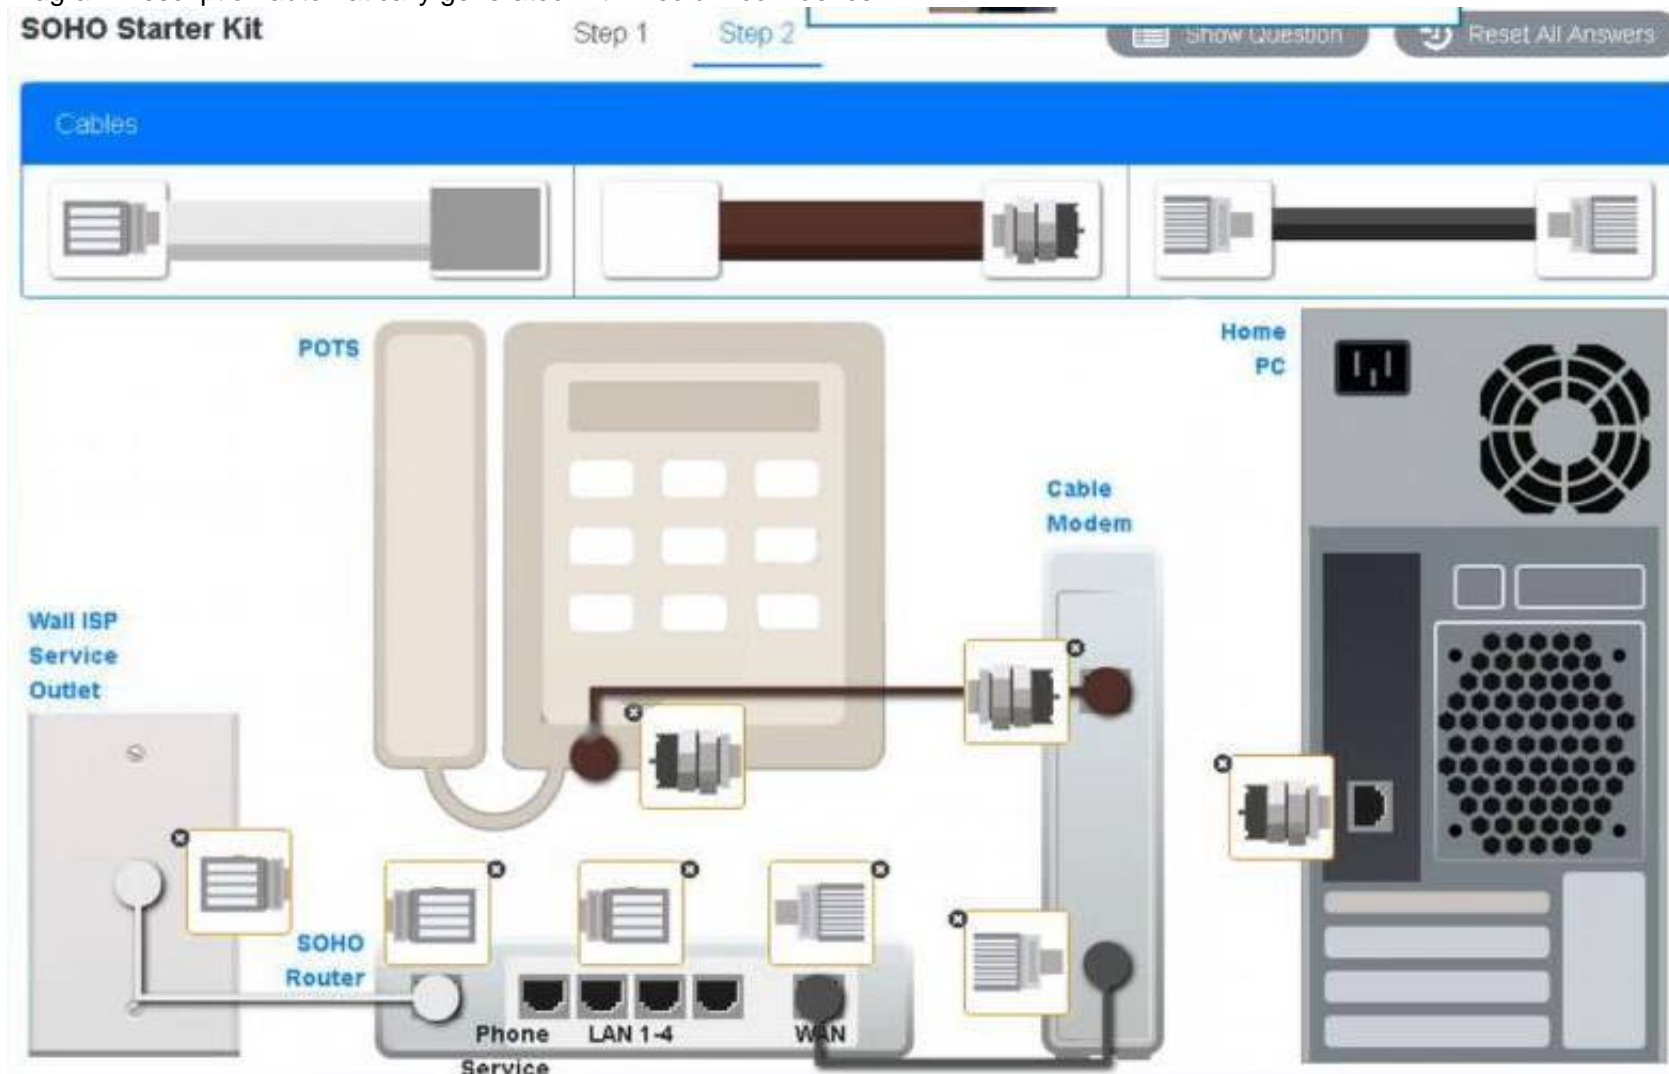 SOHO Starter Kit
Step 1
Step 2
Show Question
Reset All Answers
Cables
POTS
Home
PC
Cable
Modem
Wall ISP
Service
Outlet
SOHO
Router
Phone
Service
LAN 1-4
WAN